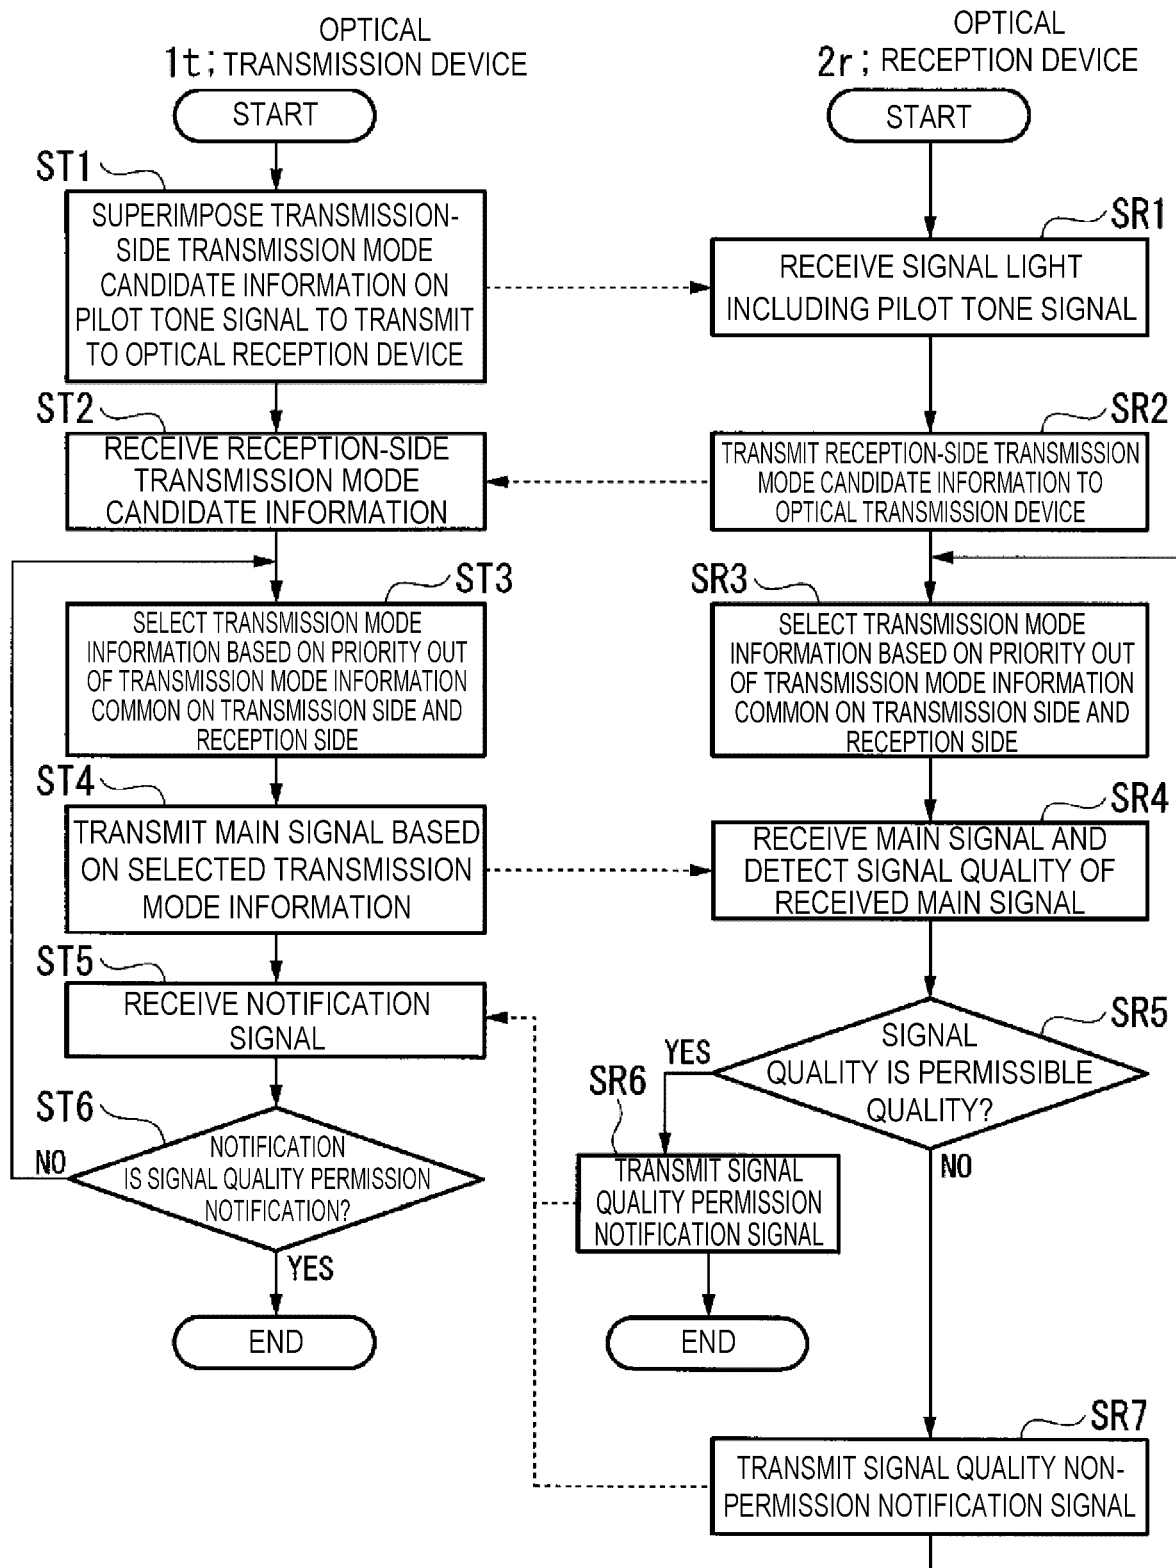 OPTICAL
1t; TRANSMISSION DEVICE
START
ST1
SUPERIMPOSE TRANSMISSION-
SIDE TRANSMISSION MODE
CANDIDATE INFORMATION ON
PILOT TONE SIGNAL TO TRANSMIT
TO OPTICAL RECEPTION DEVICE
ST2
RECEIVE RECEPTION-SIDE
TRANSMISSION MODE
CANDIDATE INFORMATION
ST3
SELECT TRANSMISSION MODE
INFORMATION BASED ON PRIORITY OUT
OF TRANSMISSION MODE INFORMATION
COMMON ON TRANSMISSION SIDE AND
RECEPTION SIDE
ST4
TRANSMIT MAIN SIGNAL BASED
ON SELECTED TRANSMISSION
MODE INFORMATION
ST5
RECEIVE NOTIFICATION
SIGNAL
ST6
NOTIFICATION
IS SIGNAL QUALITY PERMISSION
NOTIFICATION?
NO
YES
END
OPTICAL
2r; RECEPTION DEVICE
START
SR1
RECEIVE SIGNAL LIGHT
INCLUDING PILOT TONE SIGNAL
SR2
TRANSMIT RECEPTION-SIDE TRANSMISSION
MODE CANDIDATE INFORMATION TO
OPTICAL TRANSMISSION DEVICE
SR3
SELECT TRANSMISSION MODE
INFORMATION BASED ON PRIORITY OUT
OF TRANSMISSION MODE INFORMATION
COMMON ON TRANSMISSION SIDE AND
RECEPTION SIDE
SR4
RECEIVE MAIN SIGNAL AND
DETECT SIGNAL QUALITY OF
RECEIVED MAIN SIGNAL
SR5
SIGNAL
QUALITY IS PERMISSIBLE
QUALITY?
YES
NO
SR6
TRANSMIT SIGNAL
QUALITY PERMISSION
NOTIFICATION SIGNAL
END
SR7
TRANSMIT SIGNAL QUALITY NON-
PERMISSION NOTIFICATION SIGNAL